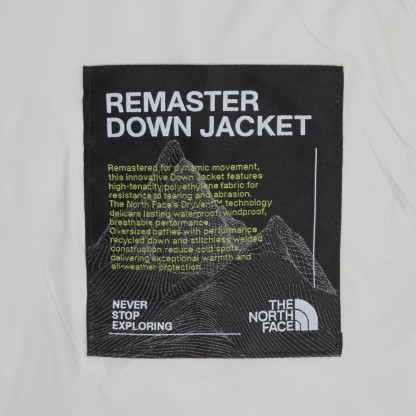 REMASTER
DOWN JACKET
Remastered for dynamic movement,
this innovative Down Jacket features
high-tenacity polyethylene fabric for
resistance to tearing and abrasion.
The North Face's DryVent™ technology
delivers lasting waterproof, windproof,
breathable performance.
Oversized baffles with performance
recycled down and stitchless welded
construction reduce cold spots,
delivering exceptional warmth and
all-weather protection.
NEVER
STOP
EXPLORING
THE
NORTH
FACE